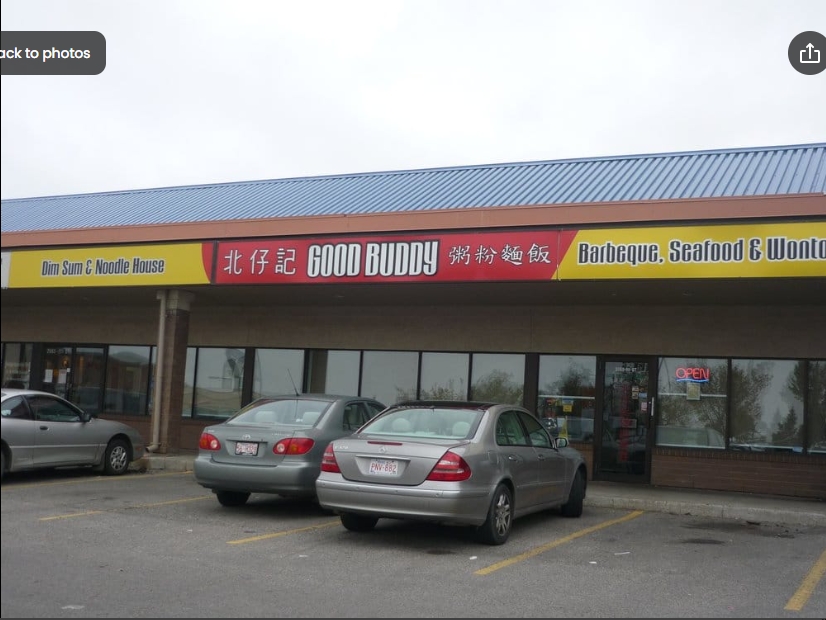 ack to photos
Dim Sum & Noodle House
北仔記 GOOD BUDDY 粥粉麵飯
Barbeque, Seafood & Wonto
OPEN